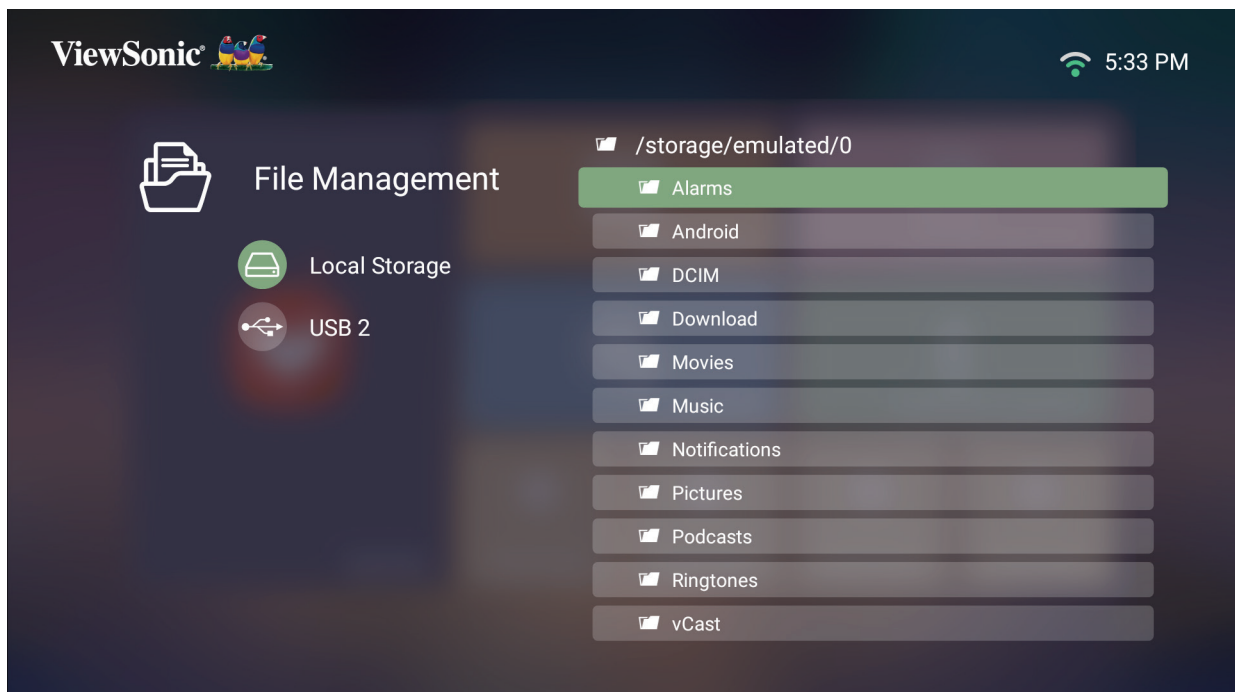 ViewSonic®
5:33 PM
File Management
Local Storage
USB 2
/storage/emulated/0
Alarms
Android
DCIM
Download
Movies
Music
Notifications
Pictures
Podcasts
Ringtones
vCast